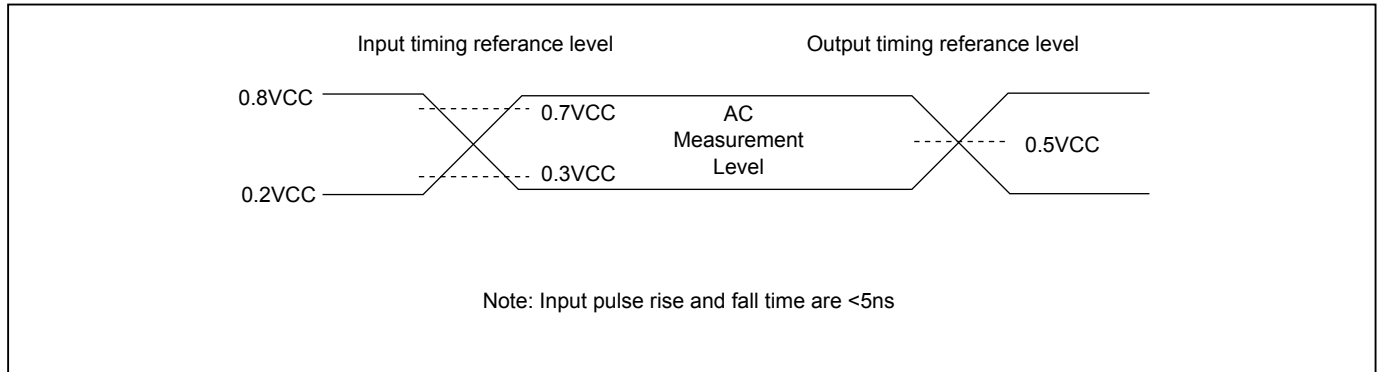 Input timing referance level
Output timing referance level
0.8VCC
0.7VCC
AC
Measurement
Level
0.5VCC
0.3VCC
0.2VCC
Note: Input pulse rise and fall time are <5ns